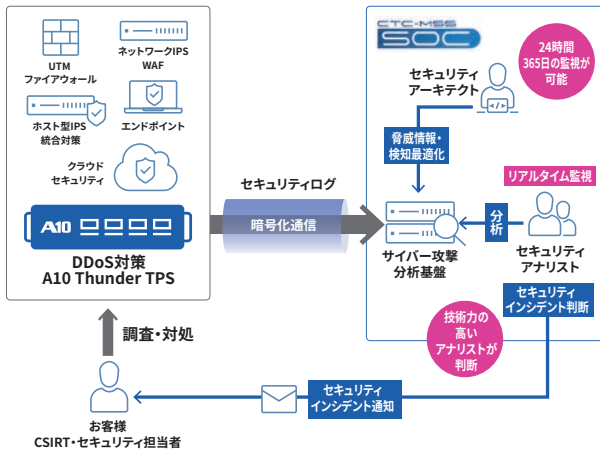 UTM
ファイアウォール
ネットワークIPS
WAF
ホスト型IPS
統合対策
エンドポイント
クラウド
セキュリティ
A10
DDoS対策
A10 Thunder TPS
セキュリティログ
暗号化通信
CTC-MSS
SOC
24時間
365日の監視が
可能
セキュリティ
アーキテクト
</>
脅威情報・
検知最適化
リアルタイム監視
分析
サイバー攻撃
分析基盤
セキュリティ
アナリスト
セキュリティ
インシデント判断
技術力の
高い
アナリストが
判断
調査・対処
セキュリティ
インシデント通知
お客様
CSIRT・セキュリティ担当者